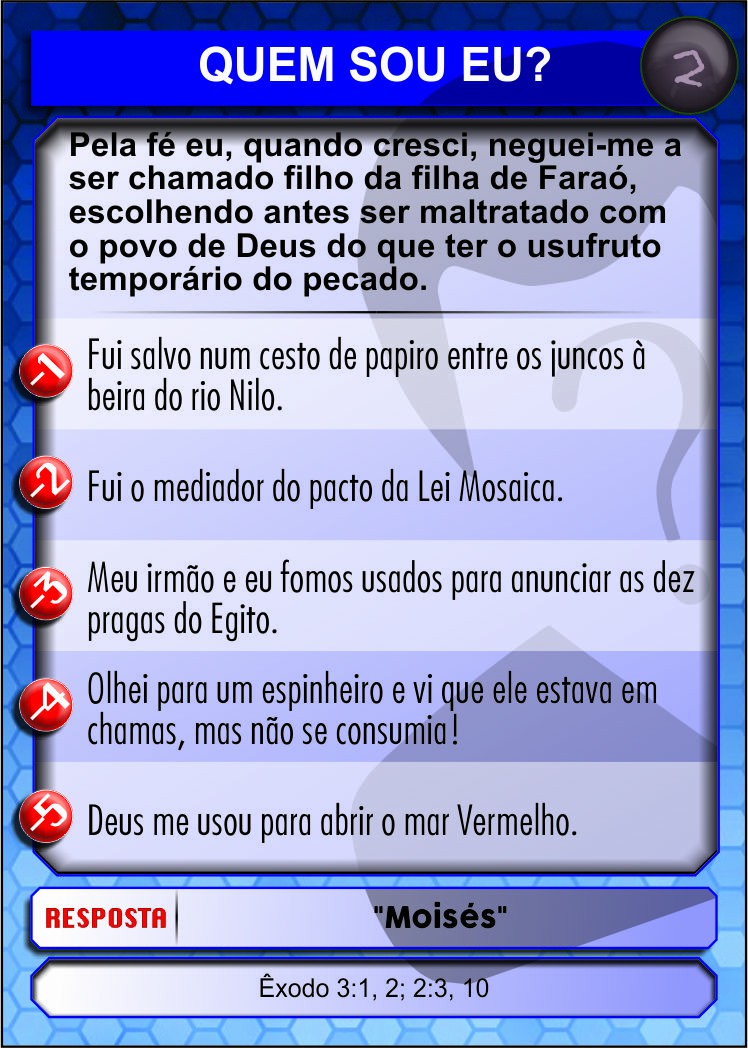 QUEM SOU EU?
2
Pela fé eu, quando cresci, neguei-me a
ser chamado filho da filha de Faraó,
escolhendo antes ser maltratado com
o povo de Deus do que ter o usufruto
temporário do pecado.
1
Fui salvo num cesto de papiro entre os juncos à
beira do rio Nilo.
2
Fui o mediador do pacto da Lei Mosaica.
3
Meu irmão e eu fomos usados para anunciar as dez
pragas do Egito.
4
Olhei para um espinheiro e vi que ele estava em
chamas, mas não se consumia!
5
Deus me usou para abrir o mar Vermelho.
RESPOSTA
"Moisés"
Êxodo 3:1, 2; 2:3, 10